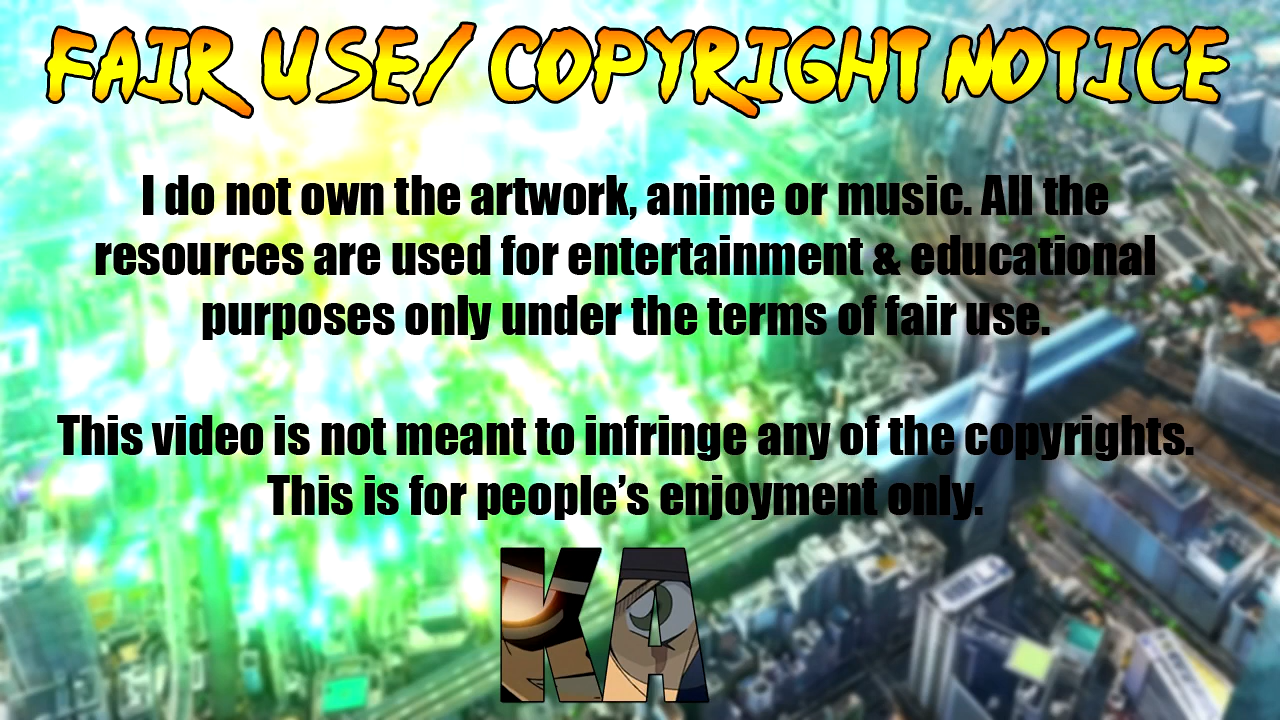 FAIR USE/ COPYRIGHT NOTICE
I do not own the artwork, anime or music. All the
resources are used for entertainment & educational
purposes only under the terms of fair use.
This video is not meant to infringe any of the copyrights.
This is for people’s enjoyment only.
KA